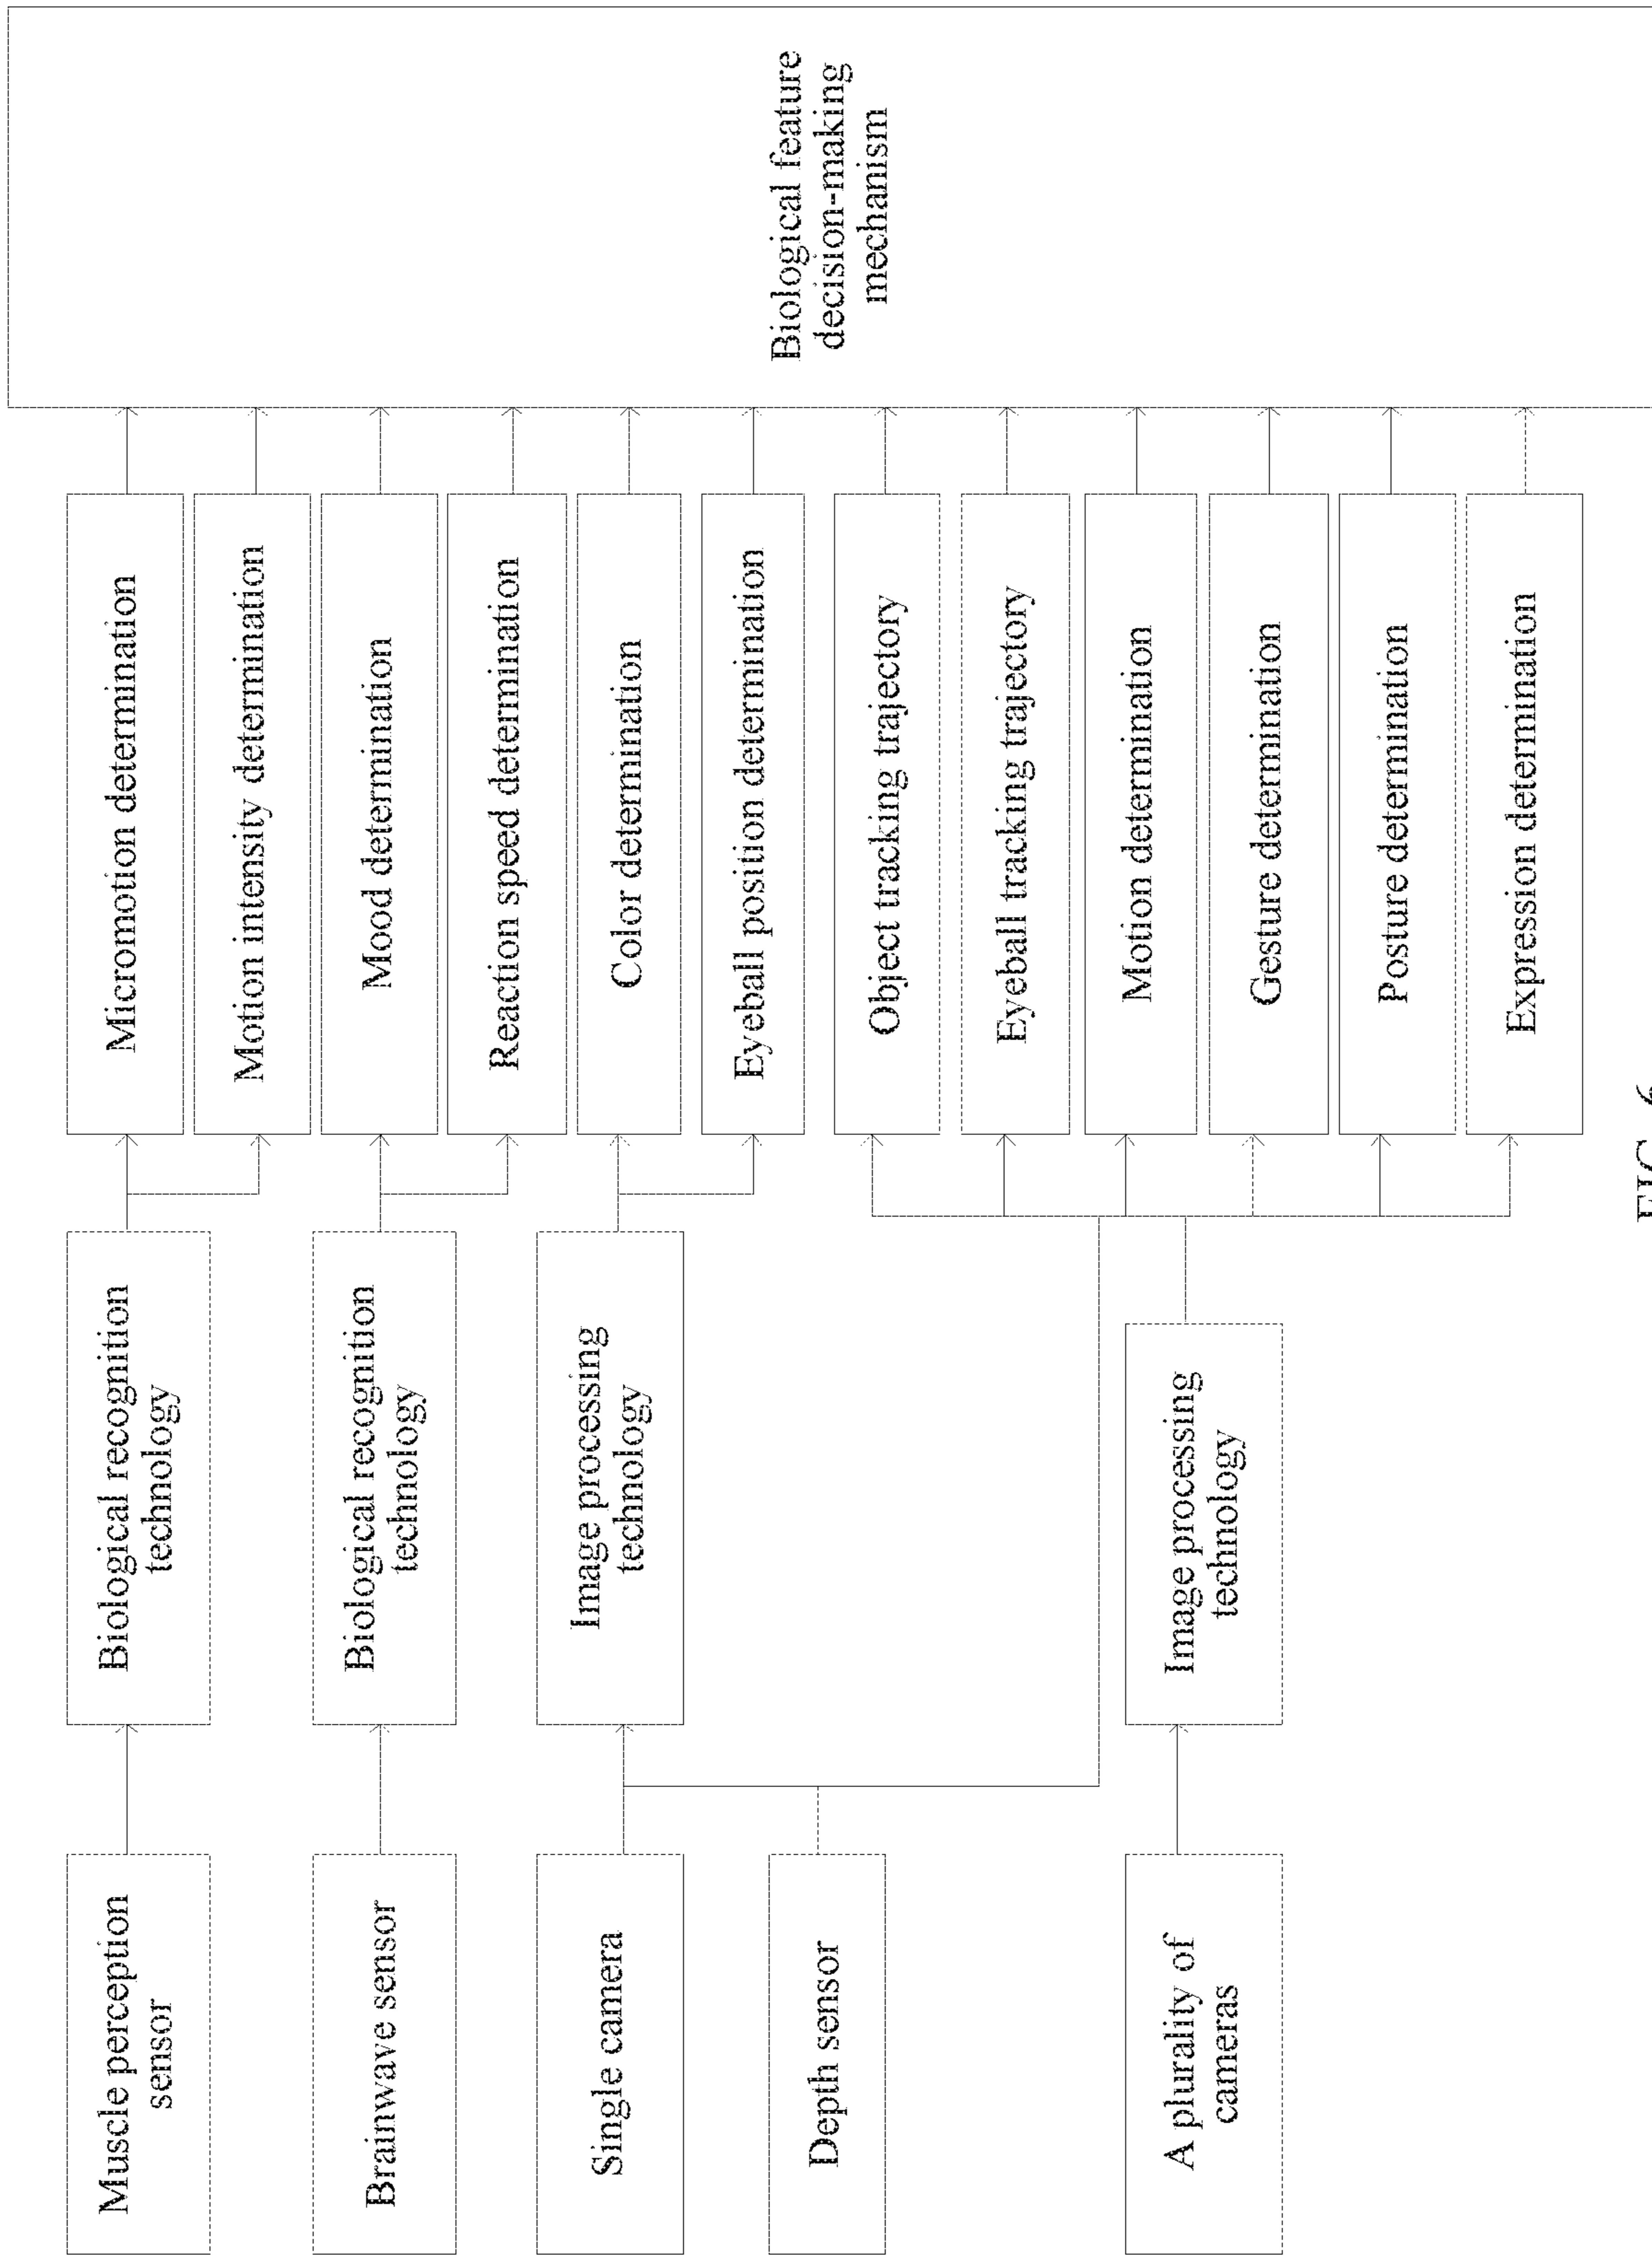 Muscle perception
sensor
Brainwave sensor
Single camera
Depth sensor
A plurality of
cameras
Biological recognition
technology
Biological recognition
technology
Image processing
technology
Image processing
technology
Micromotion determination
Motion intensity determination
Mood determination
Reaction speed determination
Color determination
Eyeball position determination
Object tracking trajectory
Eyeball tracking trajectory
Motion determination
Gesture determination
Posture determination
Expression determination
Biological feature
decision-making
mechanism
FIG. 6